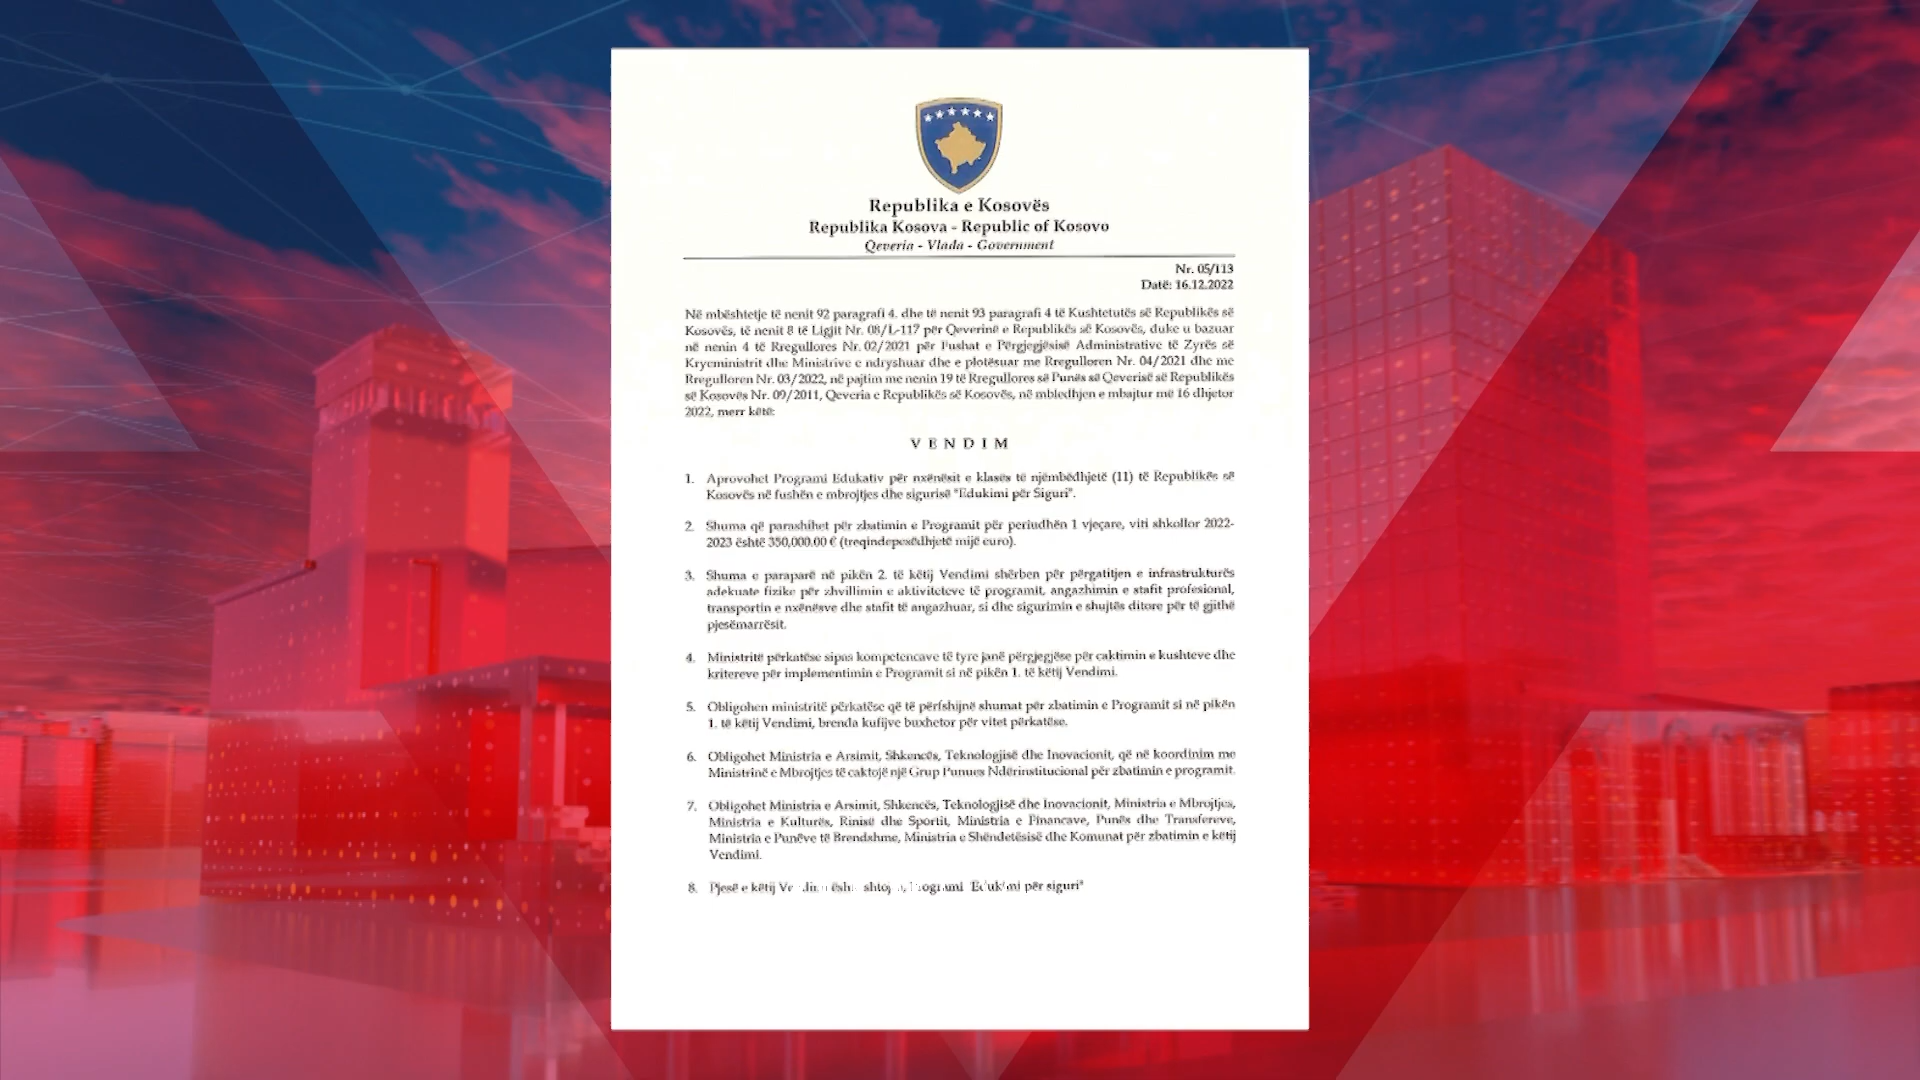 Republika e Kosovës
Republika Kosova - Republic of Kosovo
Qeveria - Vlada - Government
Nr. 05/113
Datë: 16.12.2022
Në mbështetje të nenit 92 paragrafi 4. dhe të nenit 93 paragrafi 4 të Kushtetutës së Republikës së
Kosovës, të nenit 8 të Ligjit Nr. 08/L-117 për Qeverinë e Republikës së Kosovës, duke u bazuar
në nenin 4 të Rregullores Nr. 02/2021 për Fushat e Përgjegjësisë Administrative të Zyrës së
Kryeministrit dhe Ministrive e ndryshuar dhe e plotësuar me Rregulloren Nr. 04/2021 dhe me
Rregulloren Nr. 03/2022, në pajtim me nenin 19 të Rregullores së Punës së Qeverisë së Republikës
së Kosovës Nr. 09/2011, Qeveria e Republikës së Kosovës, në mbledhjen e mbajtur më 16 dhjetor
2022, merr këtë:
V E N D I M
1. Aprovohet Programi Edukativ për nxënësit e klasës të njëmbëdhjetë (11) të Republikës së
Kosovës në fushën e mbrojtjes dhe sigurisë "Edukimi për Siguri".
2. Shuma që parashihet për zbatimin e Programit për periudhën 1 vjeçare, viti shkollor 2022-
2023 është 350,000.00 € (treqindepesëdhjetë mijë euro).
3. Shuma e paraparë në pikën 2. të këtij Vendimi shërben për përgatitjen e infrastrukturës
adekuate fizike për zhvillimin e aktiviteteve të programit, angazhimin e stafit profesional,
transportin e nxënësve dhe stafit të angazhuar, si dhe sigurimin e shujtës ditore për të gjithë
pjesëmarrësit.
4. Ministritë përkatëse sipas kompetencave të tyre janë përgjegjëse për caktimin e kushteve dhe
kritereve për implementimin e Programit si në pikën 1. të këtij Vendimi.
5. Obligohen ministritë përkatëse që të përfshijnë shumat për zbatimin e Programit si në pikën
1. të këtij Vendimi, brenda kufijve buxhetor për vitet përkatëse.
6. Obligohet Ministria e Arsimit, Shkencës, Teknologjisë dhe Inovacionit, që në koordinim me
Ministrinë e Mbrojtjes të caktojë një Grup Punues Ndërinstitucional për zbatimin e programit.
7. Obligohet Ministria e Arsimit, Shkencës, Teknologjisë dhe Inovacionit, Ministria e Mbrojtjes,
Ministria e Kulturës, Rinisë dhe Sportit, Ministria e Financave, Punës dhe Transfereve,
Ministria e Punëve të Brendshme, Ministria e Shëndetësisë dhe Komunat për zbatimin e këtij
Vendimi.
8. Pjesë e këtij për siguri"